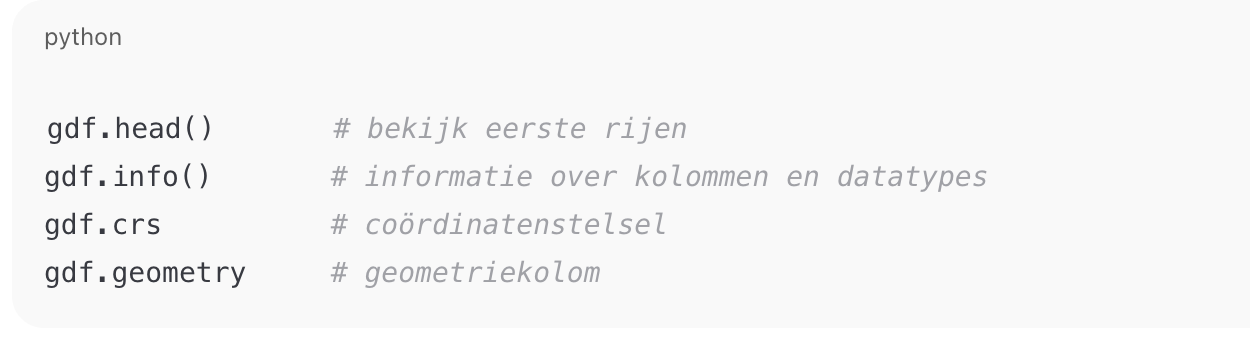 python
gdf.head()       # bekijk eerste rijen
gdf.info()       # informatie over kolommen en datatypes
gdf.crs          # coördinatenstelsel
gdf.geometry     # geometriekolom